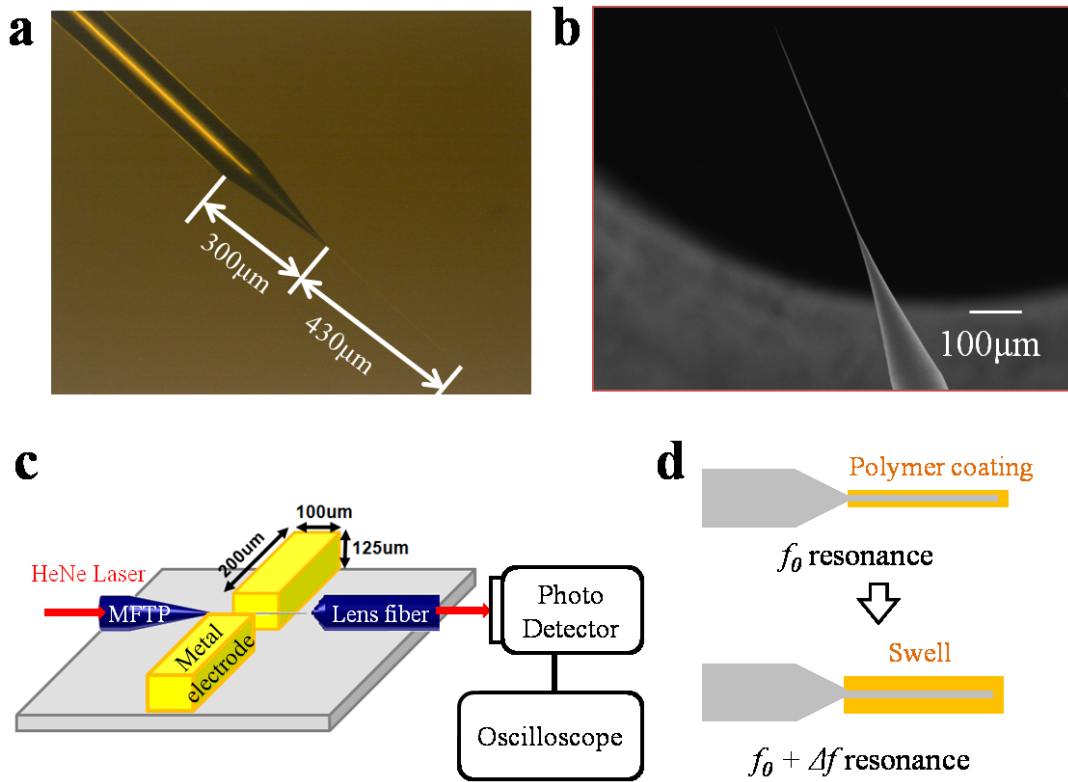 a
300μm
430μm
b
100μm
c
HeNe Laser
MFTP
200um
100um
125um
Metal
electrode
Lens fiber
Photo
Detector
Oscilloscope
d
Polymer coating
f0 resonance
Swell
f0 + Δf resonance